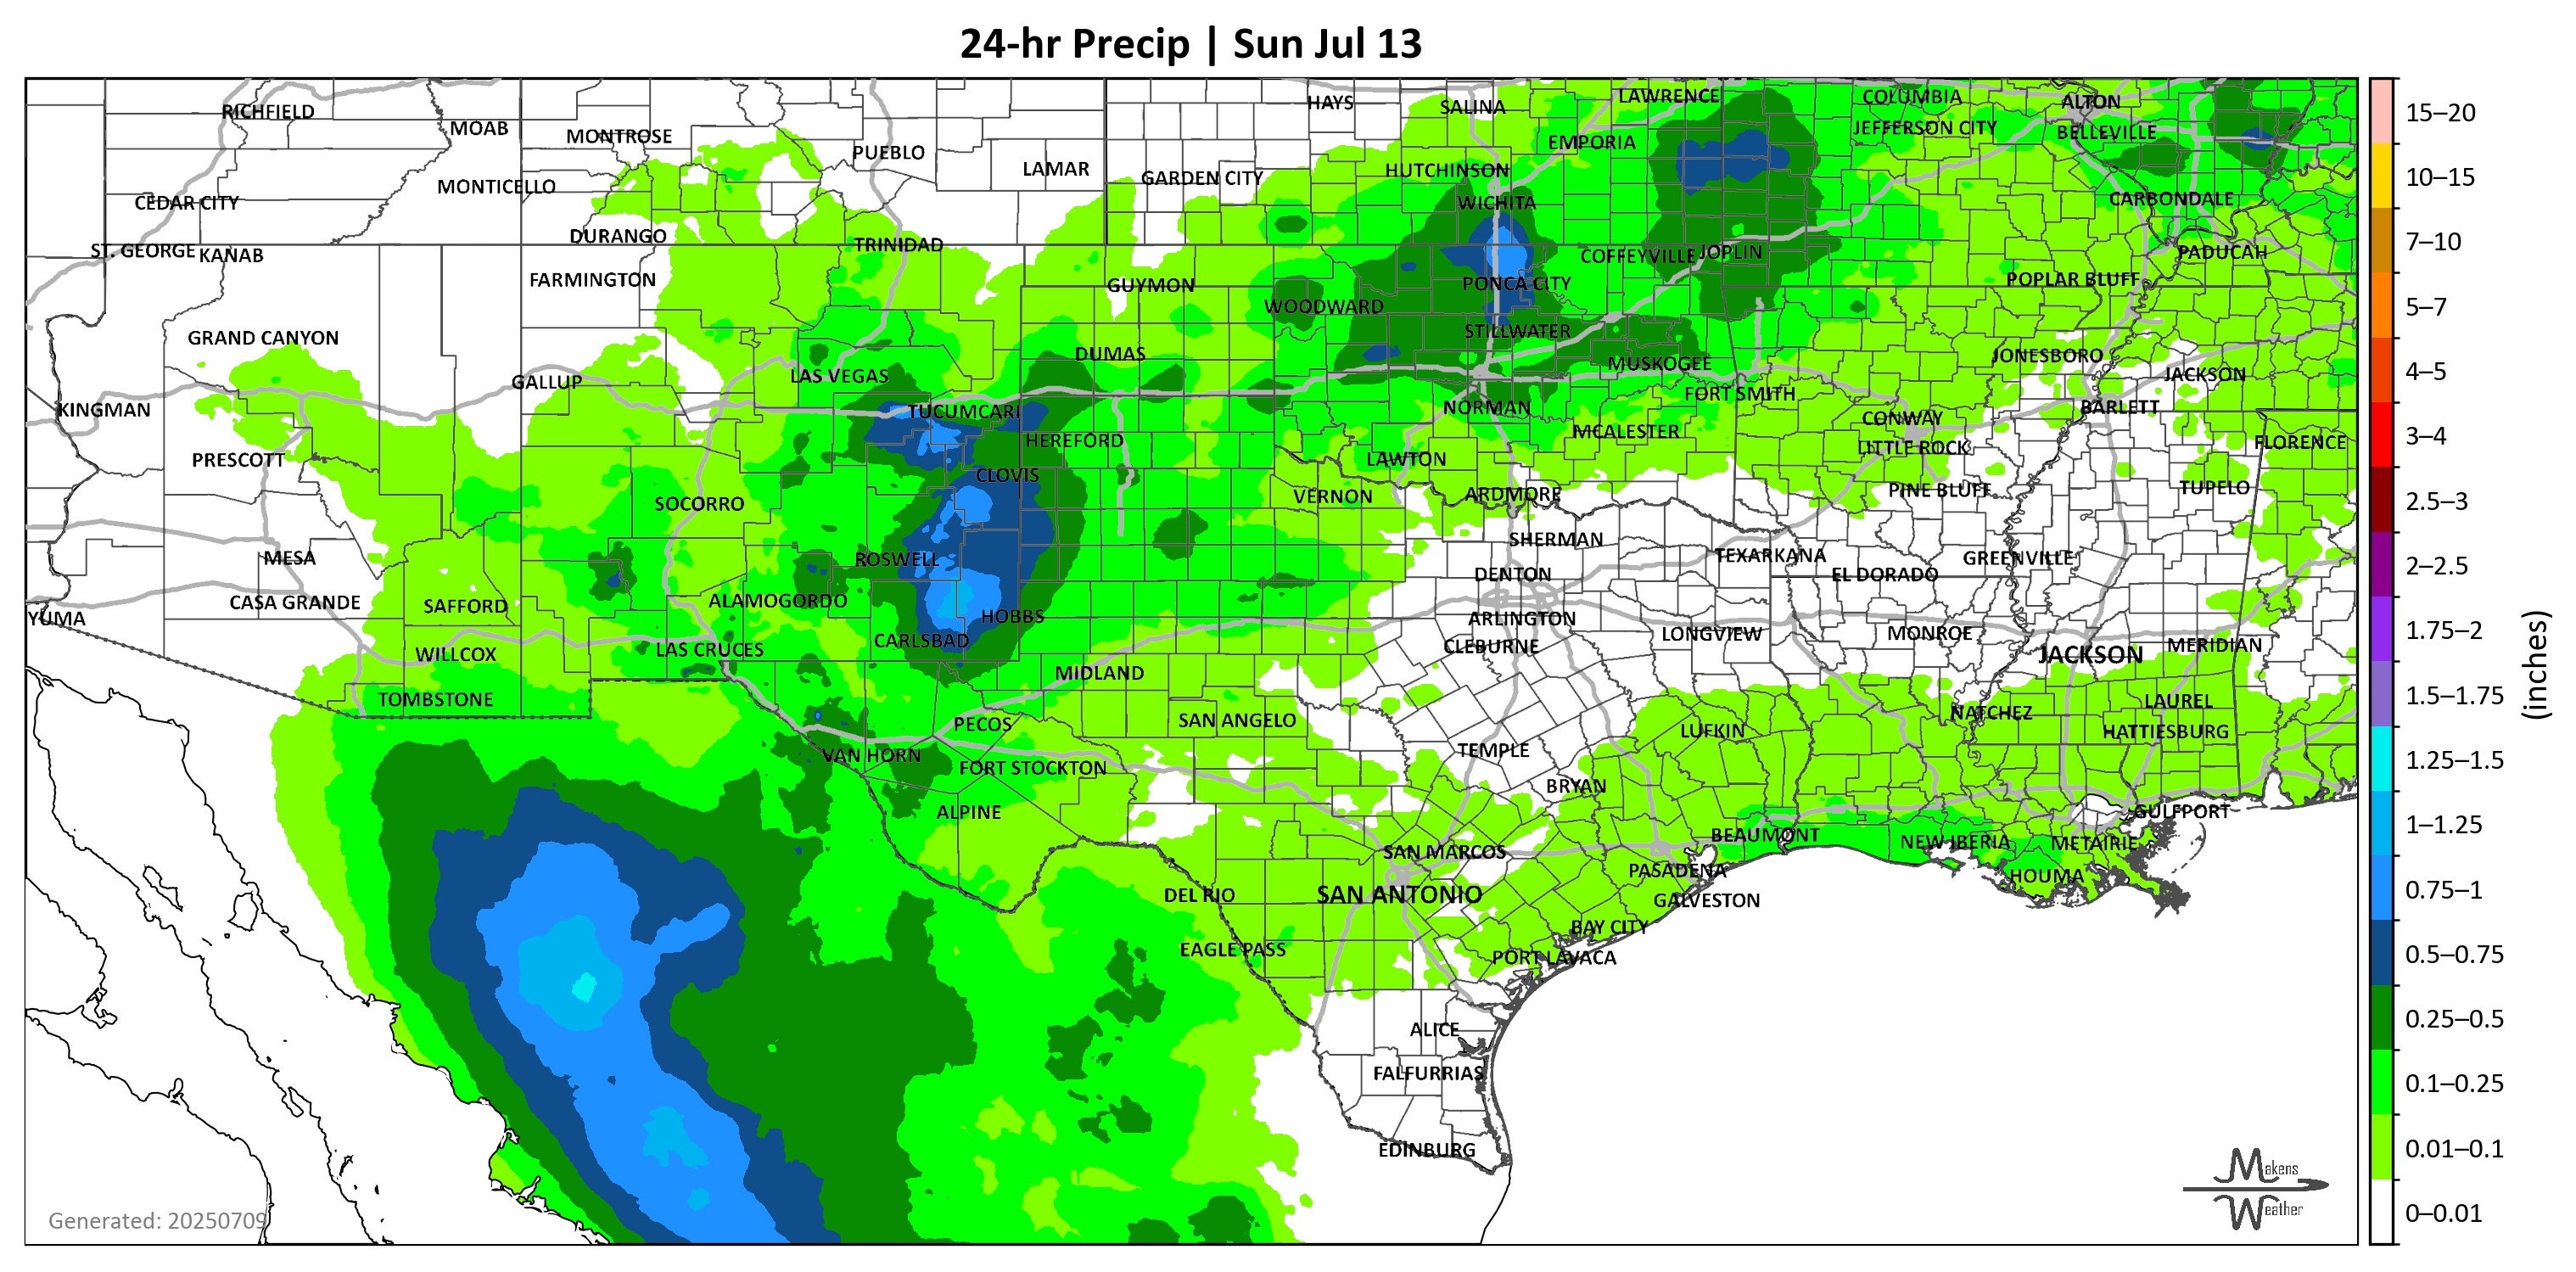 24-hr Precip | Sun Jul 13
RICHFIELD
MOAB
MONTROSE
PUEBLO
LAMAR
HAYS
SALINA
LAWRENCE
COLUMBIA
ALTON
EMPORIA
JEFFERSON CITY
BELLEVILLE
CEDAR CITY
MONTICELLO
GARDEN CITY
HUTCHINSON
WICHITA
CARBONDALE
ST. GEORGE
KANAB
DURANGO
TRINIDAD
COFFEYVILLE
JOPLIN
PADUCAH
FARMINGTON
GUYMON
PONCA CITY
POPLAR BLUFF
WOODWARD
STILLWATER
GRAND CANYON
DUMAS
MUSKOGEE
JONESBORO
JACKSON
GALLUP
LAS VEGAS
FORT SMITH
KINGMAN
TUCUMCARI
NORMAN
CONWAY
BARLETT
HEREFORD
MCALESTER
LITTLE ROCK
FLORENCE
PRESCOTT
CLOVIS
LAWTON
SOCORRO
VERNON
ARDMORE
PINE BLUFF
TUPELO
MESA
ROSWELL
SHERMAN
TEXARKANA
GREENVILLE
DENTON
EL DORADO
YUMA
CASA GRANDE
SAFFORD
ALAMOGORDO
HOBBS
ARLINGTON
WILLCOX
LAS CRUCES
CARLSBAD
CLEBURNE
LONGVIEW
MONROE
JACKSON
MERIDIAN
TOMBSTONE
MIDLAND
PECOS
SAN ANGELO
LUFKIN
NATCHEZ
LAUREL
HATTIESBURG
VAN HORN
FORT STOCKTON
TEMPLE
BRYAN
ALPINE
GULFPORT
SAN MARCOS
BEAUMONT
NEW IBERIA
METAIRIE
PASADENA
HOUMA
DEL RIO
SAN ANTONIO
GALVESTON
EAGLE PASS
BAY CITY
PORT LAVACA
ALICE
FALFURRIAS
EDINBURG
Generated: 20250709
Makens
Weather
15–20
10–15
7–10
5–7
4–5
3–4
2.5–3
2–2.5
1.75–2
1.5–1.75
1.25–1.5
1–1.25
0.75–1
0.5–0.75
0.25–0.5
0.1–0.25
0.01–0.1
0–0.01
(inches)